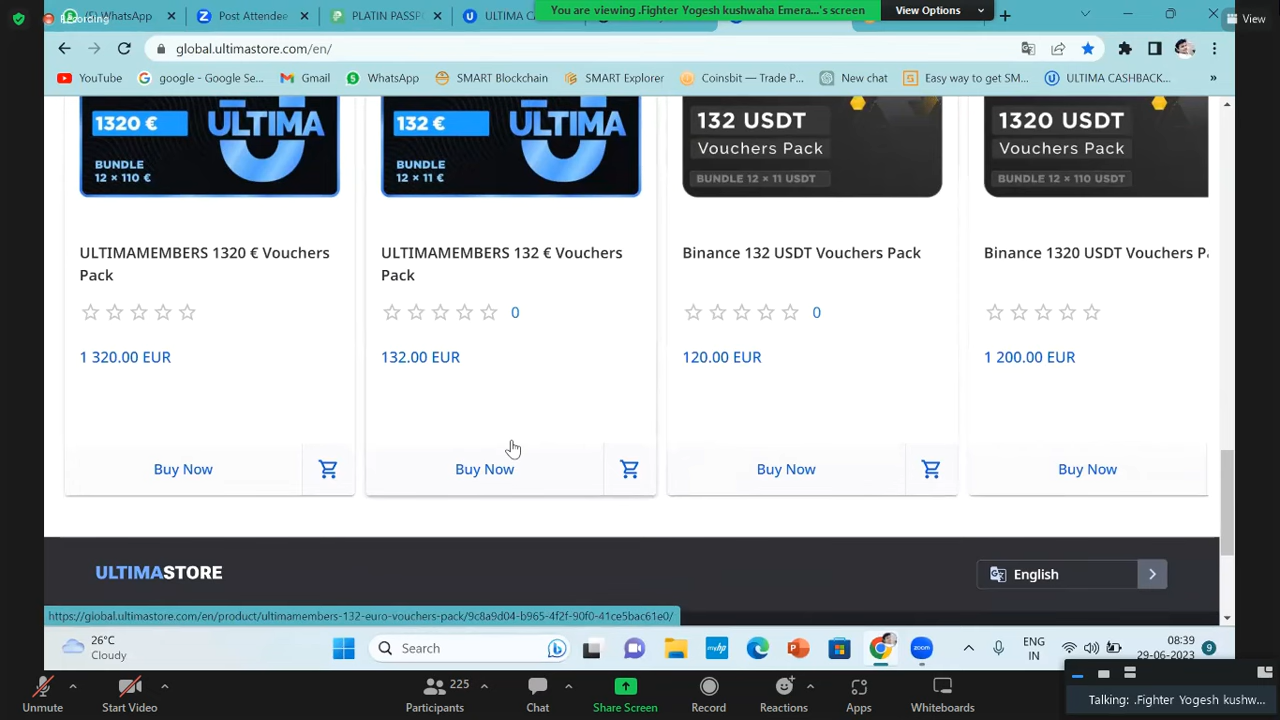 (5) WhatsApp
Post Attendee
PLATIN PASSP
ULTIMA C
You are viewing .Fighter Yogesh kushwaha Emera...'s screen
View Options
Recording
View
global.ultimastore.com/en/
YouTube
google - Google Se...
Gmail
WhatsApp
SMART Blockchain
SMART Explorer
Coinsbit — Trade P...
New chat
Easy way to get SM...
ULTIMA CASHBACK...
»
1320 €
ULTIMA
BUNDLE
12 × 110 €
132 €
ULTIMA
BUNDLE
12 × 11 €
132 USDT
Vouchers Pack
BUNDLE 12 × 11 USDT
1320 USDT
Vouchers Pack
BUNDLE 12 × 110 USDT
ULTIMAMEMBERS 1320 € Vouchers
Pack
ULTIMAMEMBERS 132 € Vouchers
Pack
Binance 132 USDT Vouchers Pack
Binance 1320 USDT Vouchers P
0
0
1 320.00 EUR
132.00 EUR
120.00 EUR
1 200.00 EUR
Buy Now
Buy Now
Buy Now
Buy Now
ULTIMASTORE
English
https://global.ultimastore.com/en/product/ultimamembers-132-euro-vouchers-pack/9c8a9d04-b965-4f2f-90f0-41ce5bac61e0/
26°C
Cloudy
Search
zoom
ENG
IN
08:39
29-06-2023
9
Unmute
Start Video
225
Participants
Chat
Share Screen
Record
Reactions
Apps
Whiteboards
Talking: .Fighter Yogesh kushw...